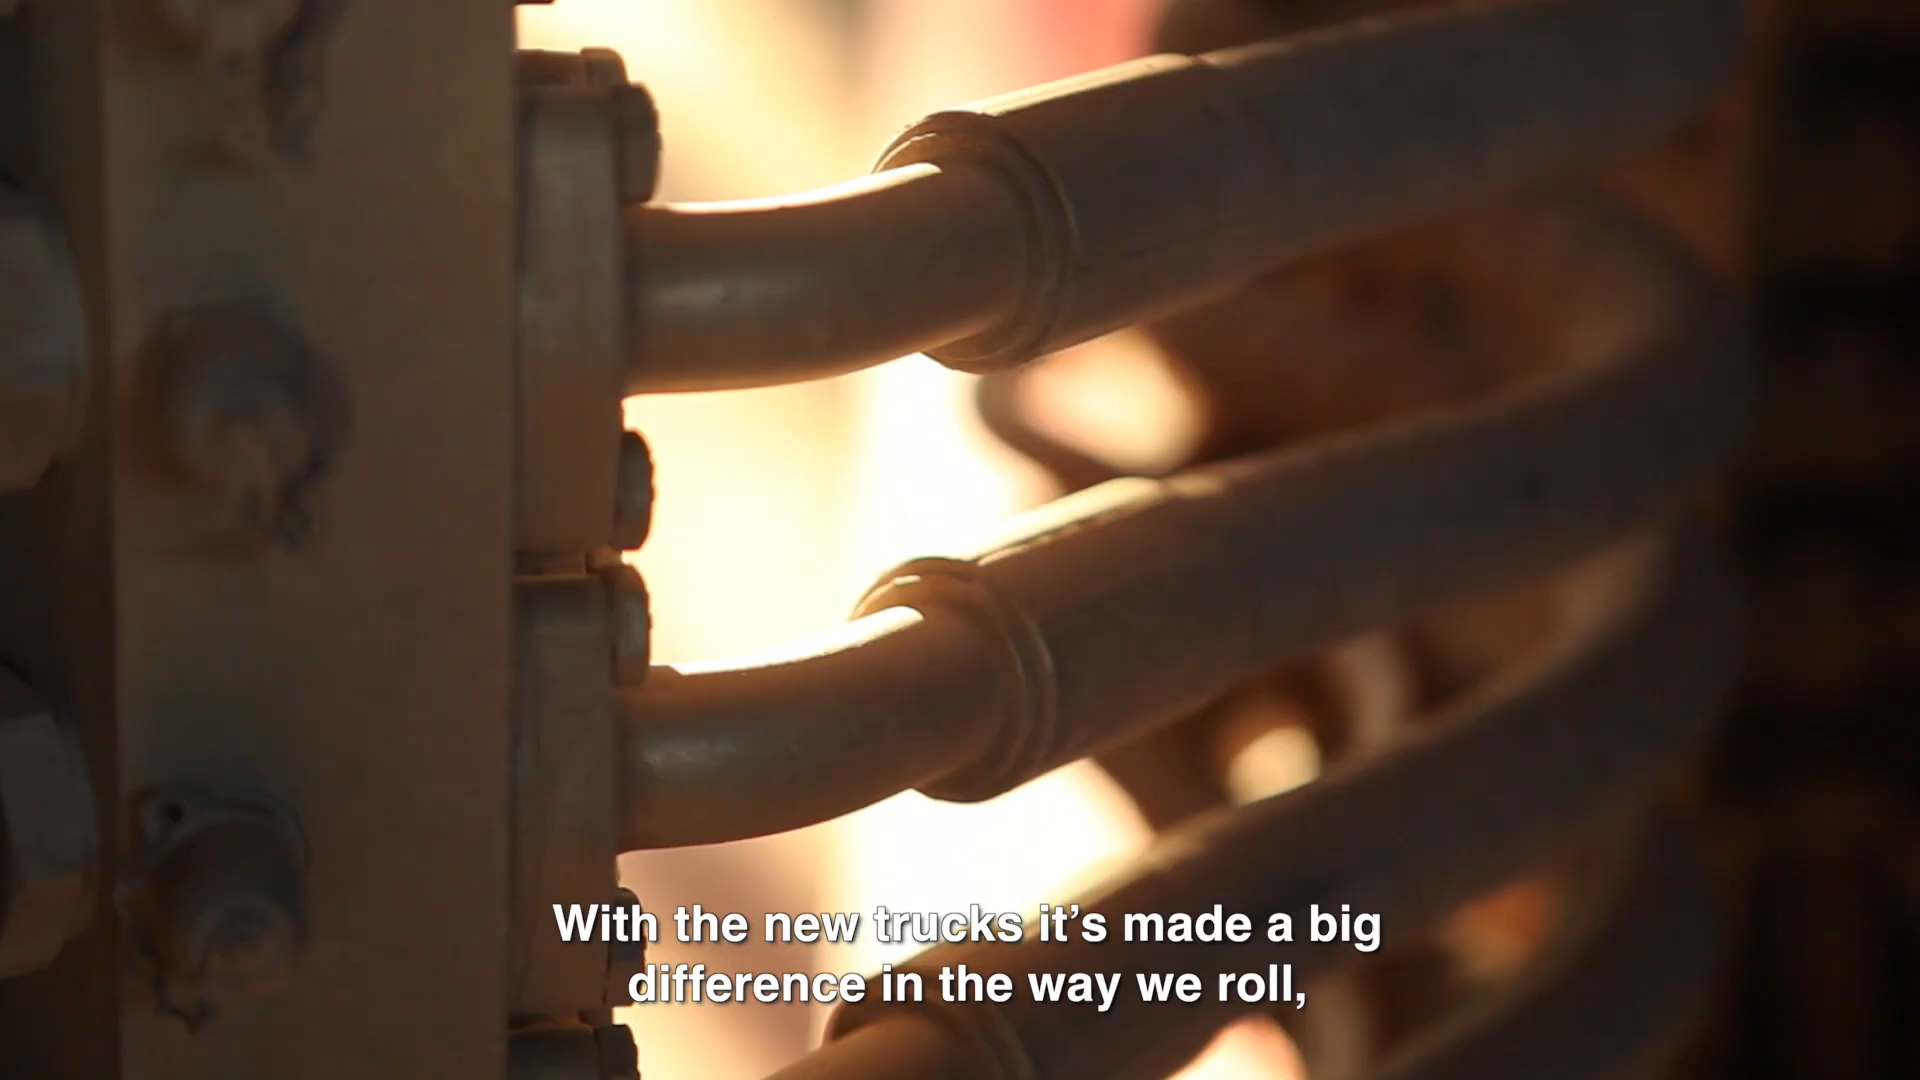 With the new trucks it’s made a big
difference in the way we roll,